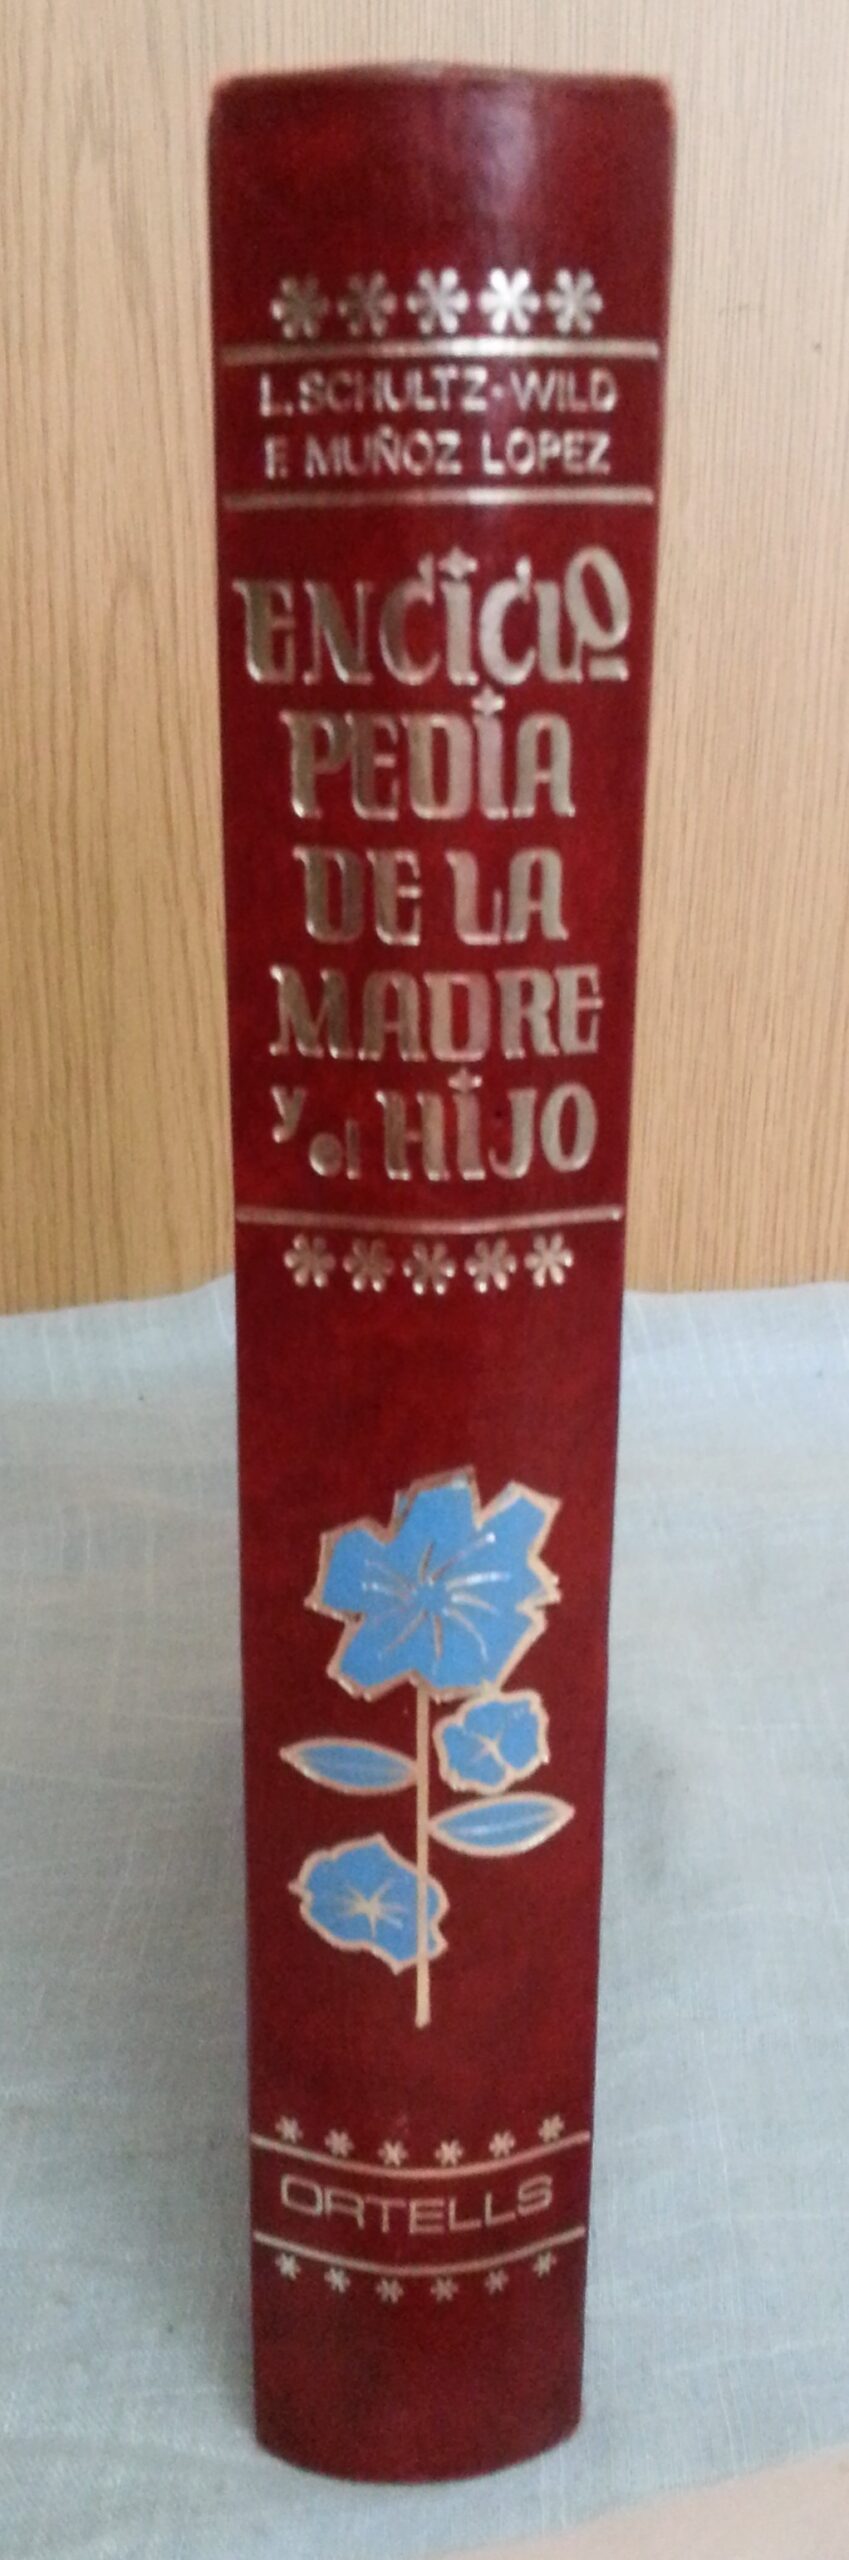 L. SCHULTZ-WILD
F. MUÑOZ LOPEZ
ENCICLO
PEDIA
DE LA
MADRE
y el HIJO
ORTELLS